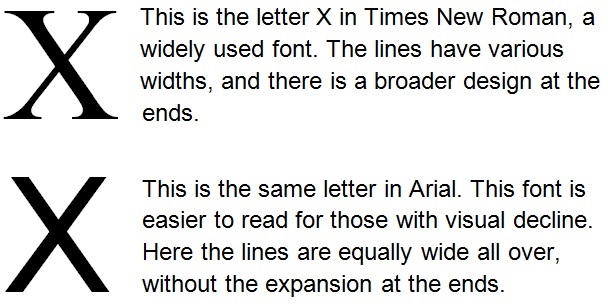 X
This is the letter X in Times New Roman, a
widely used font. The lines have various
widths, and there is a broader design at the
ends.
X
This is the same letter in Arial. This font is
easier to read for those with visual decline.
Here the lines are equally wide all over,
without the expansion at the ends.